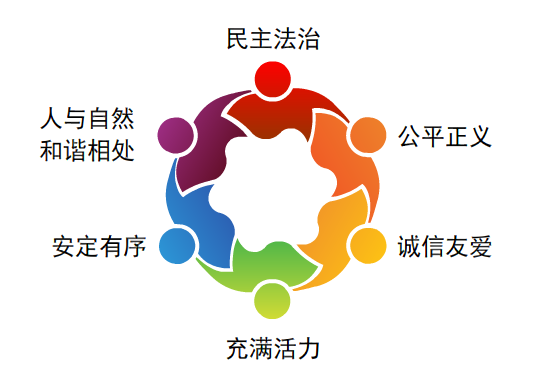 民主法治
人与自然
和谐相处
公平正义
安定有序
诚信友爱
充满活力